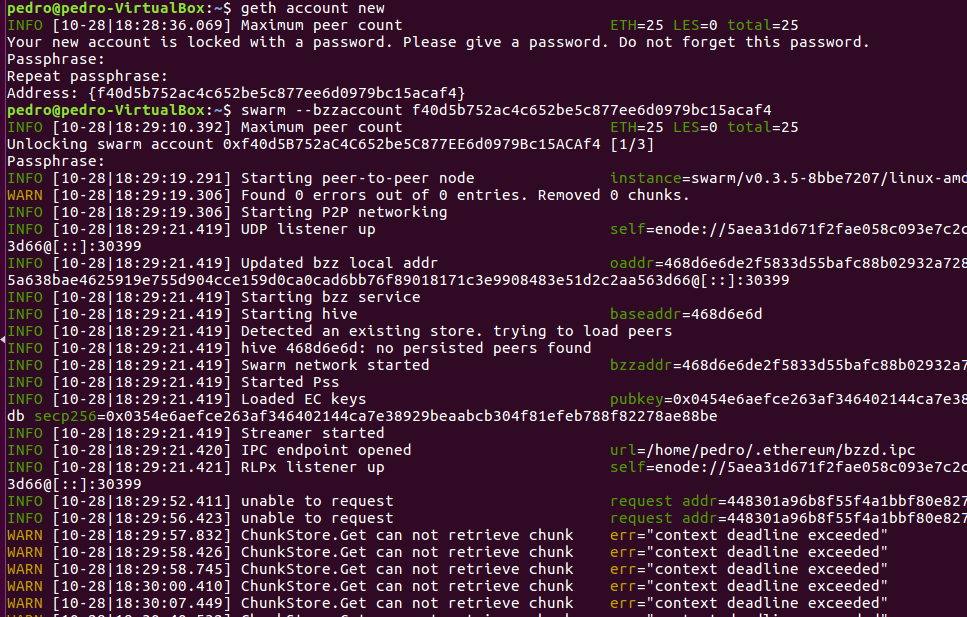 pedro@pedro-VirtualBox:~$ geth account new
INFO [10-28|18:28:36.069] Maximum peer count ETH=25 LES=0 total=25
Your new account is locked with a password. Please give a password. Do not forget this password.
Passphrase:
Repeat passphrase:
Address: {f40d5b752ac4c652be5c877ee6d0979bc15acaf4}
pedro@pedro-VirtualBox:~$ swarm --bzzaccount f40d5b752ac4c652be5c877ee6d0979bc15acaf4
INFO [10-28|18:29:10.392] Maximum peer count ETH=25 LES=0 total=25
Unlocking swarm account 0xf40d5B752aC4C652be5C877EE6d0979Bc15ACAf4 [1/3]
Passphrase:
INFO [10-28|18:29:19.291] Starting peer-to-peer node instance=swarm/v0.3.5-8bbe7207/linux-amd
WARN [10-28|18:29:19.306] Found 0 errors out of 0 entries. Removed 0 chunks.
INFO [10-28|18:29:19.306] Starting P2P networking
INFO [10-28|18:29:21.419] UDP listener up self=enode://5aea31d671f2fae058c093e7c2c
3d66@[::]:30399
INFO [10-28|18:29:21.419] Updated bzz local addr oaddr=468d6e6de2f5833d55bafc88b02932a728
5a638bae4625919e755d904cce159d0ca0cad6bb76f89018171c3e9908483e51d2c2aa563d66@[::]:30399
INFO [10-28|18:29:21.419] Starting bzz service
INFO [10-28|18:29:21.419] Starting hive baseaddr=468d6e6d
INFO [10-28|18:29:21.419] Detected an existing store. trying to load peers
INFO [10-28|18:29:21.419] hive 468d6e6d: no persisted peers found
INFO [10-28|18:29:21.419] Swarm network started bzzaddr=468d6e6de2f5833d55bafc88b02932a7
INFO [10-28|18:29:21.419] Started Pss
INFO [10-28|18:29:21.419] Loaded EC keys pubkey=0x0454e6aefce263af346402144ca7e38
db secp256=0x0354e6aefce263af346402144ca7e38929beaabcb304f81efeb788f82278ae88be
INFO [10-28|18:29:21.419] Streamer started
INFO [10-28|18:29:21.420] IPC endpoint opened url=/home/pedro/.ethereum/bzzd.ipc
INFO [10-28|18:29:21.421] RLPx listener up self=enode://5aea31d671f2fae058c093e7c2c
3d66@[::]:30399
INFO [10-28|18:29:52.411] unable to request request addr=448301a96b8f55f4a1bbf80e827
INFO [10-28|18:29:56.423] unable to request request addr=448301a96b8f55f4a1bbf80e827
WARN [10-28|18:29:57.832] ChunkStore.Get can not retrieve chunk err="context deadline exceeded"
WARN [10-28|18:29:58.426] ChunkStore.Get can not retrieve chunk err="context deadline exceeded"
WARN [10-28|18:29:58.745] ChunkStore.Get can not retrieve chunk err="context deadline exceeded"
WARN [10-28|18:30:00.410] ChunkStore.Get can not retrieve chunk err="context deadline exceeded"
WARN [10-28|18:30:07.449] ChunkStore.Get can not retrieve chunk err="context deadline exceeded"